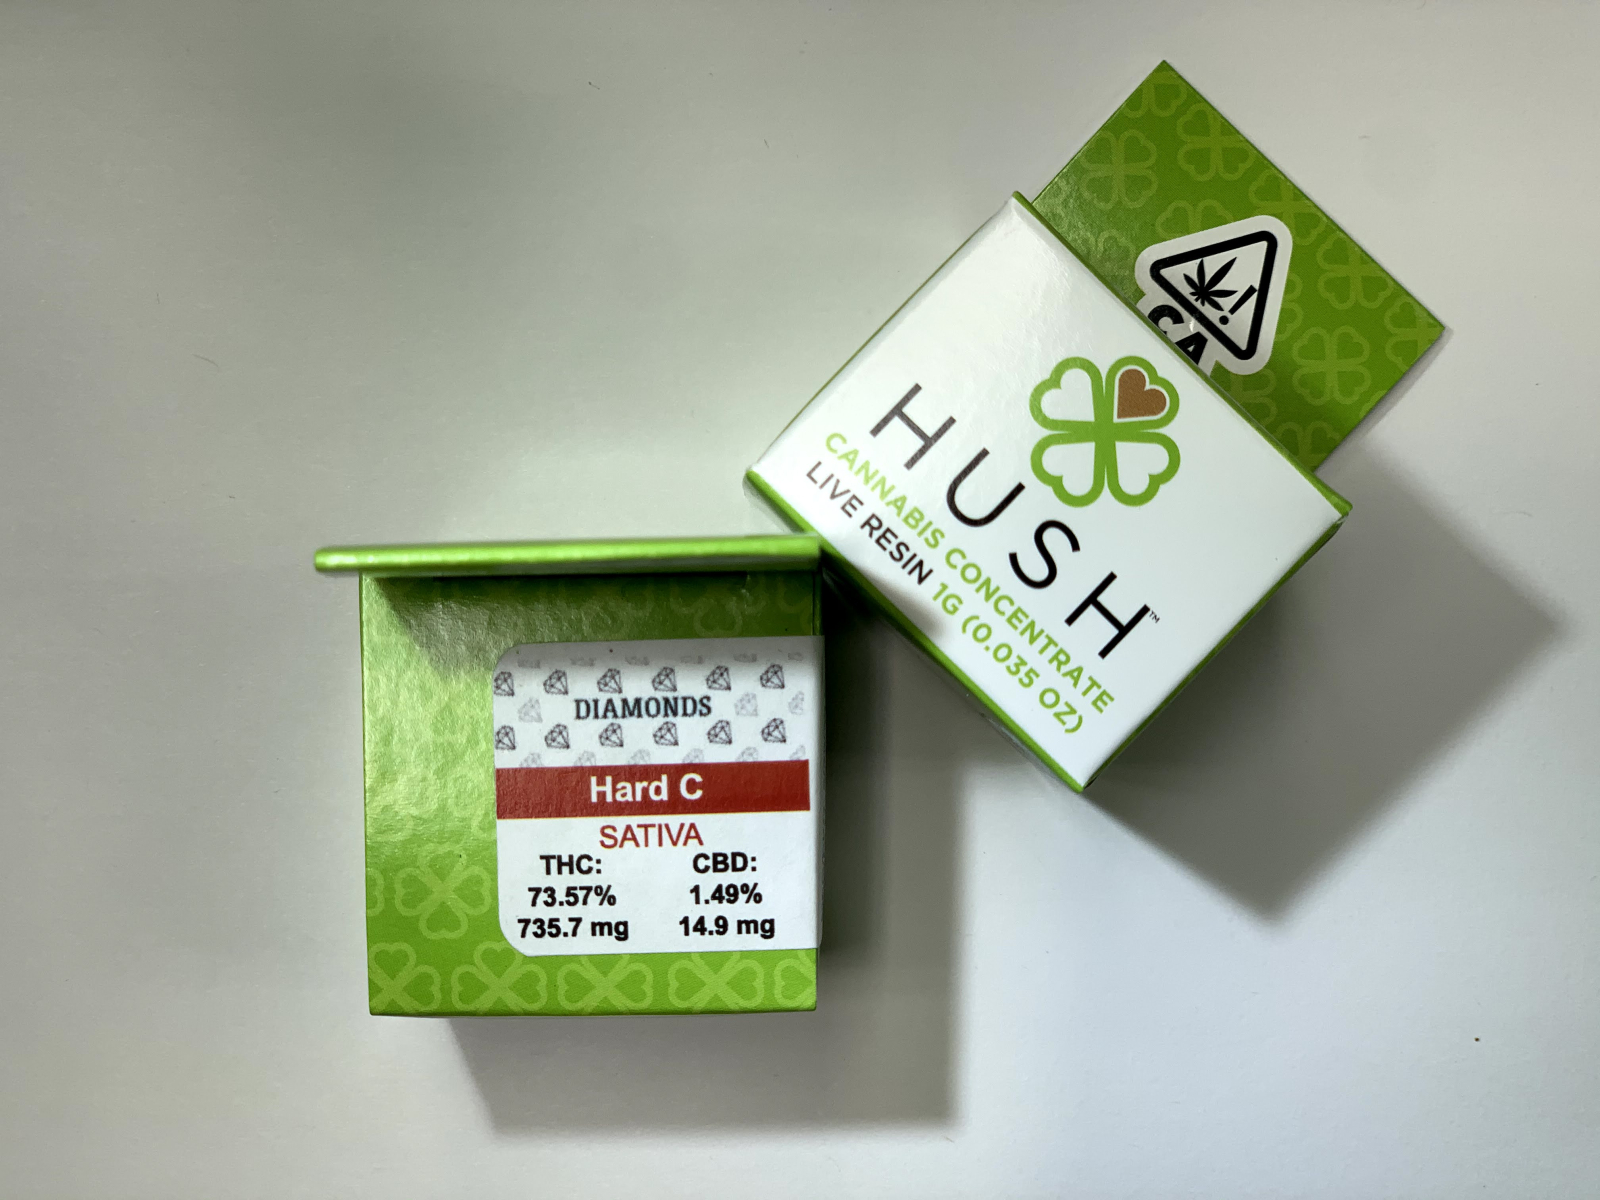 CA
HUSH™
CANNABIS CONCENTRATE
LIVE RESIN 1G (0.035 OZ)
DIAMONDS
Hard C
SATIVA
THC: CBD:
73.57% 1.49%
735.7 mg 14.9 mg